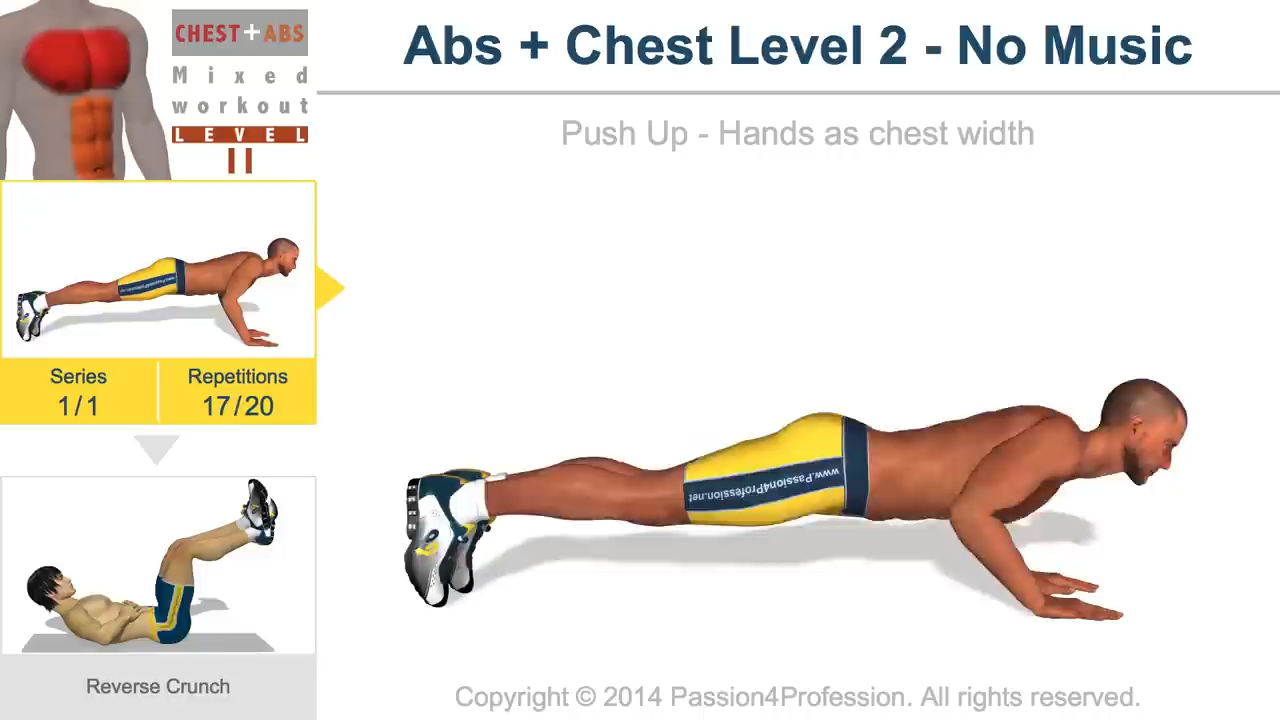 CHEST+ABS
Mixed
workout
LEVEL
II
Abs + Chest Level 2 - No Music
Push Up - Hands as chest width
Series
1/1
Repetitions
17/20
Reverse Crunch
www.Passion4Profession.net
Copyright © 2014 Passion4Profession. All rights reserved.